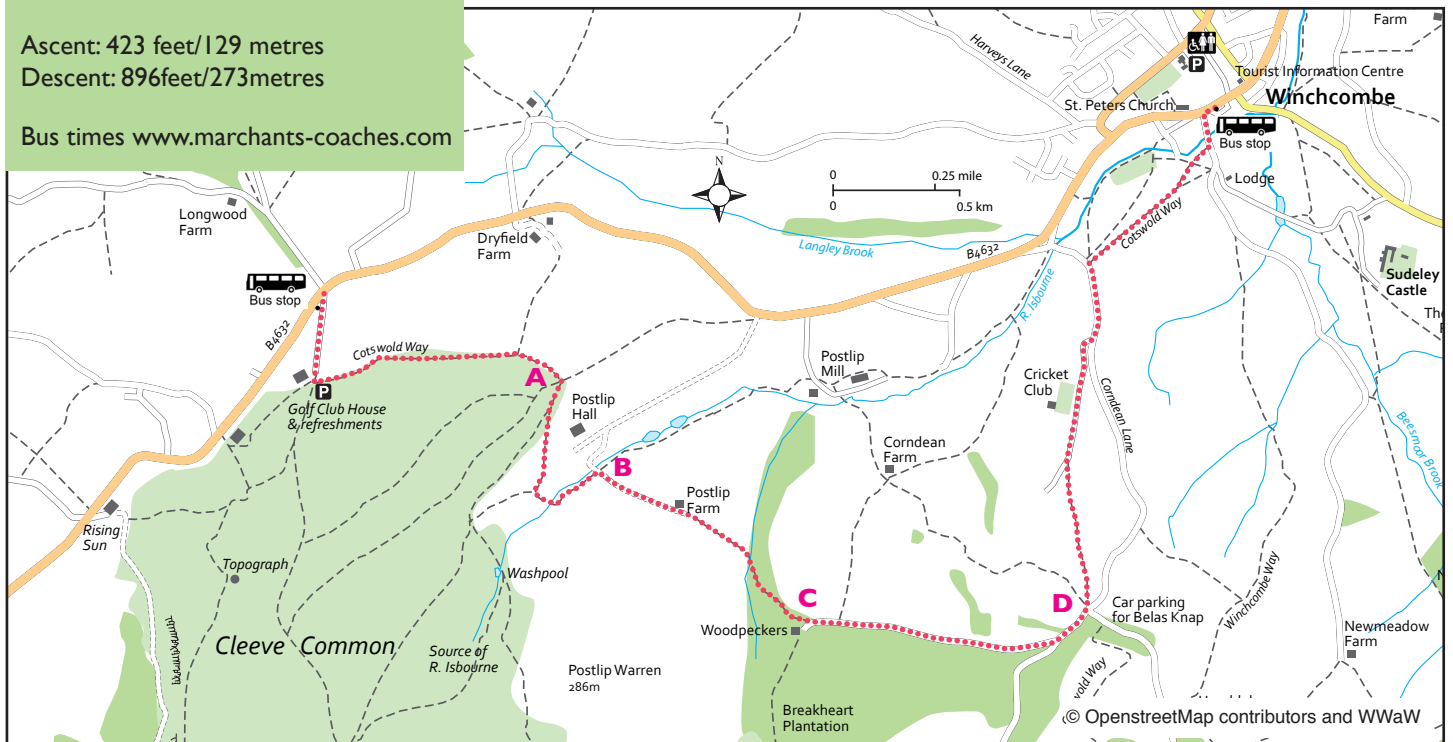 Ascent: 423 feet/129 metres
Descent: 896feet/273metres
Bus times www.marchants-coaches.com
Farm
Harveys Lane
P
Tourist Information Centre
Winchcombe
St. Peters Church
Bus stop
N
0 0.25 mile
0 0.5 km
Lodge
Longwood
Farm
Cotswold Way
Dryfield
Farm
Langley Brook
B4632
Sudeley
Castle
Bus stop
R. Isbourne
B4632
Cotswold Way
Postlip
Mill
A
P
Golf Club House
& refreshments
Postlip
Hall
Cricket
Club
Corndean Lane
Beesmoor Brook
Corndean
Farm
B
Postlip
Farm
Rising
Sun
Topograph
Washpool
C
D
Car parking
for Belas Knap
Winchcombe Way
Woodpeckers
Newmeadow
Farm
Cleeve Common
Source of
R. Isbourne
Postlip Warren
286m
Breakheart
Plantation
Way
© OpenstreetMap contributors and WWaW